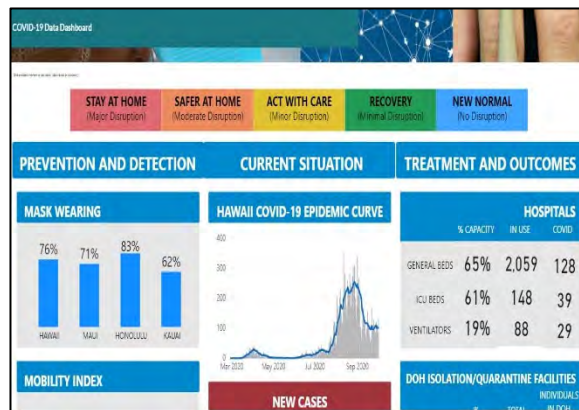 COVID-19 Data Dashboard
STAY AT HOME
(Major Disruption)
SAFER AT HOME
(Moderate Disruption)
ACT WITH CARE
(Minor Disruption)
RECOVERY
(Minimal Disruption)
NEW NORMAL
(No Disruption)
PREVENTION AND DETECTION
MASK WEARING
76%
71%
83%
62%
HAWAII
MAUI
HONOLULU
KAUAI
MOBILITY INDEX
CURRENT SITUATION
HAWAII COVID-19 EPIDEMIC CURVE
400
300
200
100
0
Mar 2020
May 2020
Jul 2020
Sep 2020
NEW CASES
TREATMENT AND OUTCOMES
HOSPITALS
% CAPACITY IN USE COVID
GENERAL BEDS 65% 2,059 128
ICU BEDS 61% 148 39
VENTILATORS 19% 88 29
DOH ISOLATION/QUARANTINE FACILITIES
INDIVIDUALS
% TOTAL IN DOH